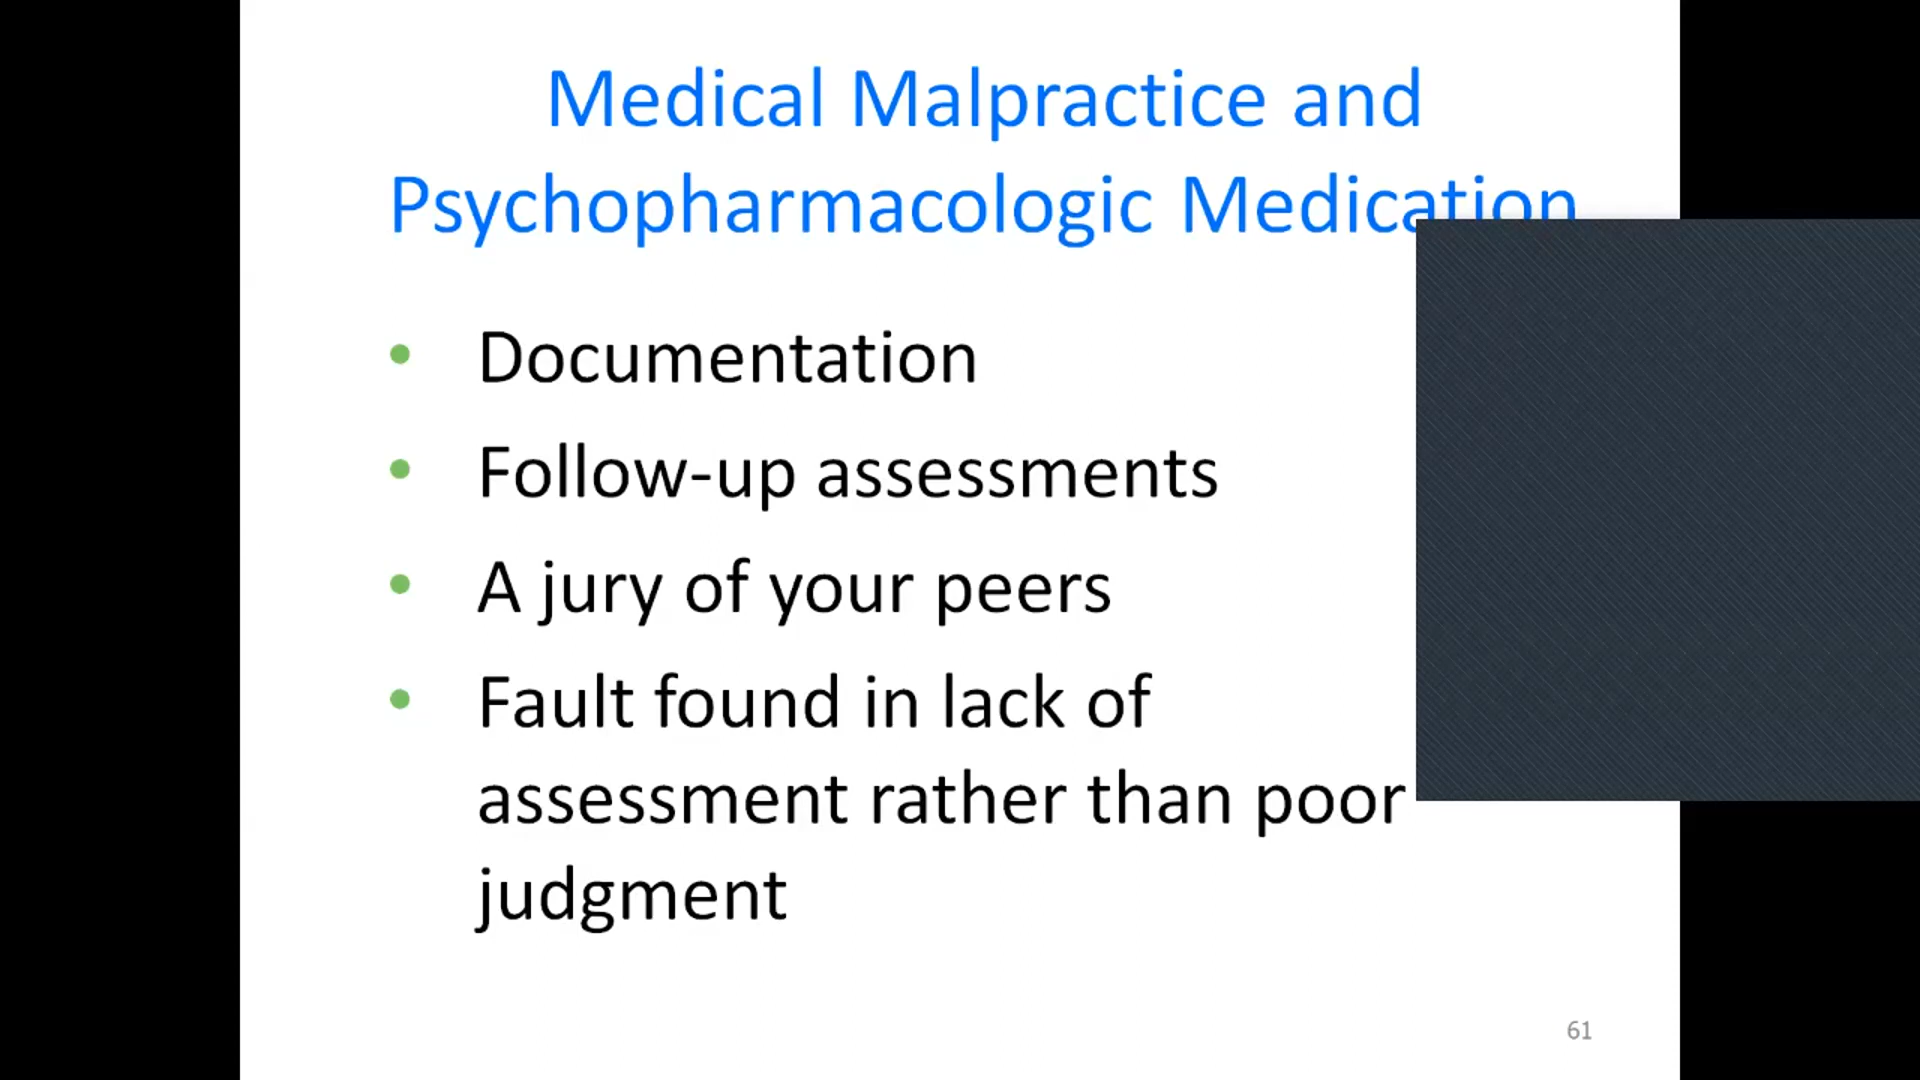 Medical Malpractice and
Psychopharmacologic Medication
• Documentation
• Follow-up assessments
• A jury of your peers
• Fault found in lack of
assessment rather than poor
judgment
61